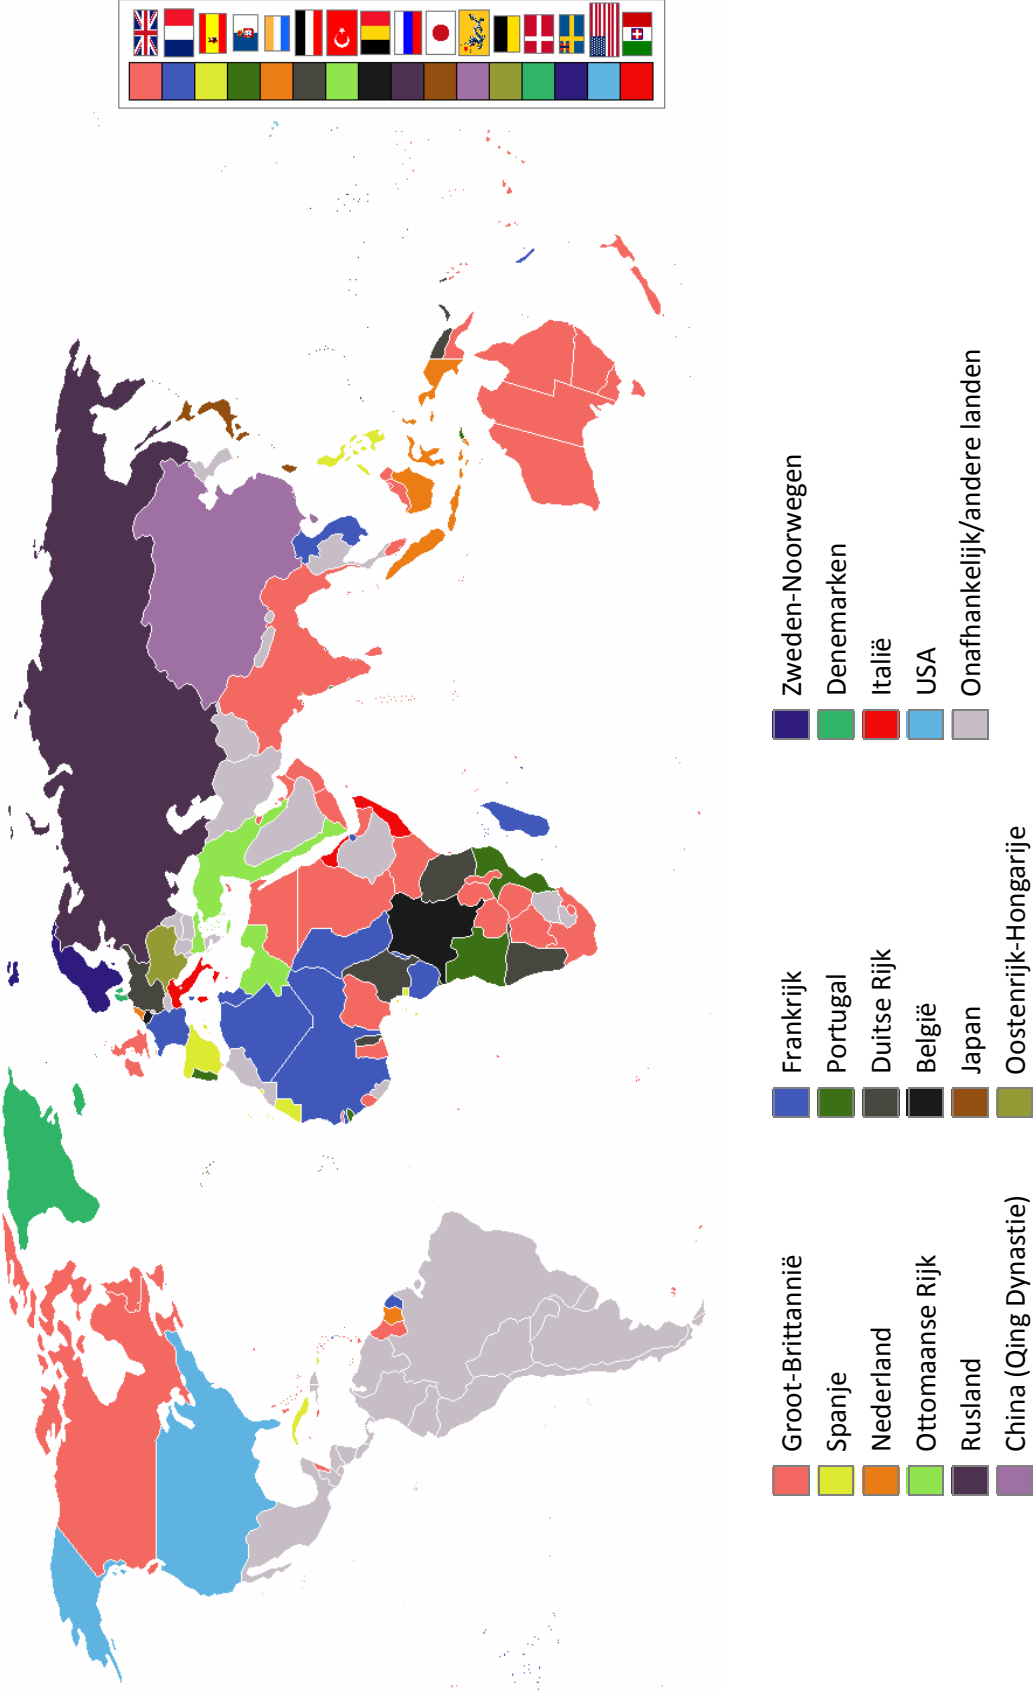 Groot-Brittannië
Spanje
Nederland
Ottomaanse Rijk
Rusland
China (Qing Dynastie)
Frankrijk
Portugal
Duitse Rijk
België
Japan
Oostenrijk-Hongarije
Zweden-Noorwegen
Denemarken
Italië
USA
Onafhankelijk/andere landen